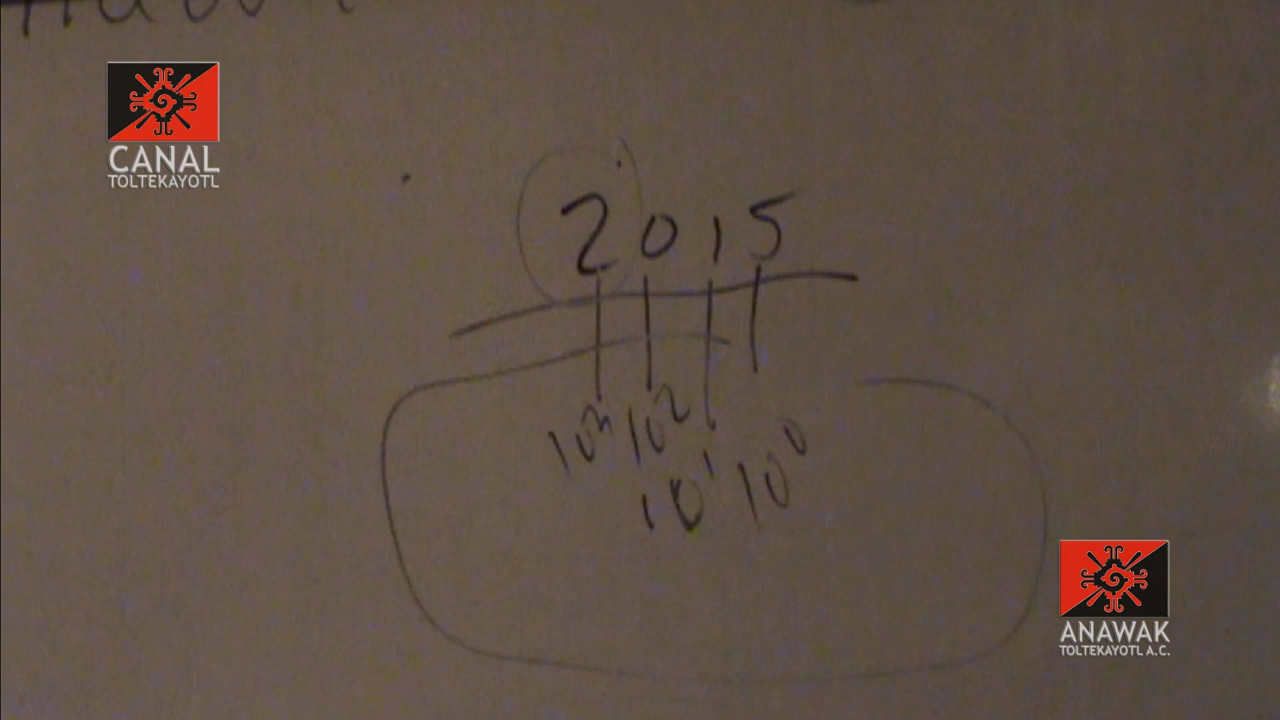 CANAL
TOLTEKAYOTL
2015
10³ 10²
10¹ 10⁰
ANAWAK
TOLTEKAYOTL A.C.